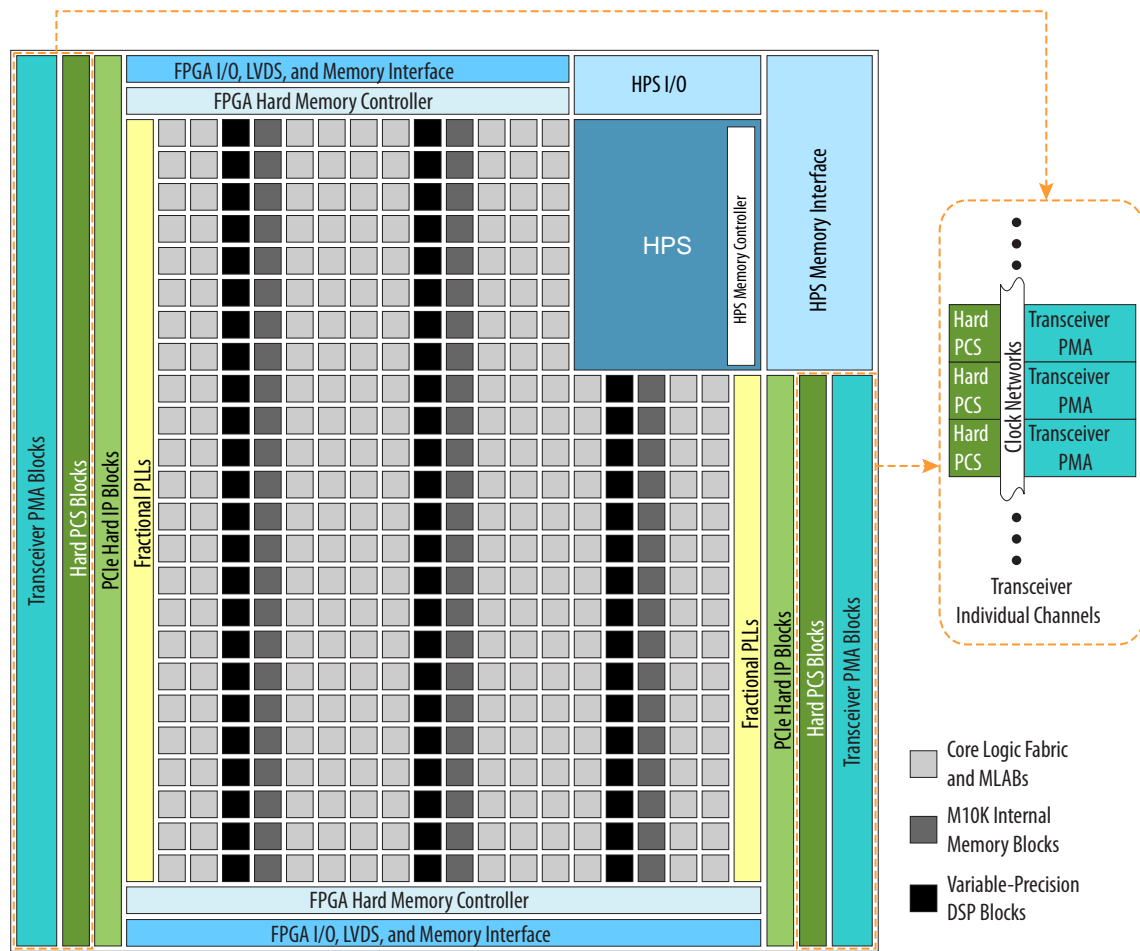 FPGA I/O, LVDS, and Memory Interface
FPGA Hard Memory Controller
HPS I/O
HPS Memory Interface
HPS
HPS Memory Controller
Transceiver PMA Blocks
Hard PCS Blocks
PCIe Hard IP Blocks
Fractional PLLs
Fractional PLLs
PCIe Hard IP Blocks
Hard PCS Blocks
Transceiver PMA Blocks
FPGA Hard Memory Controller
FPGA I/O, LVDS, and Memory Interface
Hard
PCS
Hard
PCS
Hard
PCS
Clock Networks
Transceiver
PMA
Transceiver
PMA
Transceiver
PMA
Transceiver
Individual Channels
Core Logic Fabric
and MLABs
M10K Internal
Memory Blocks
Variable-Precision
DSP Blocks